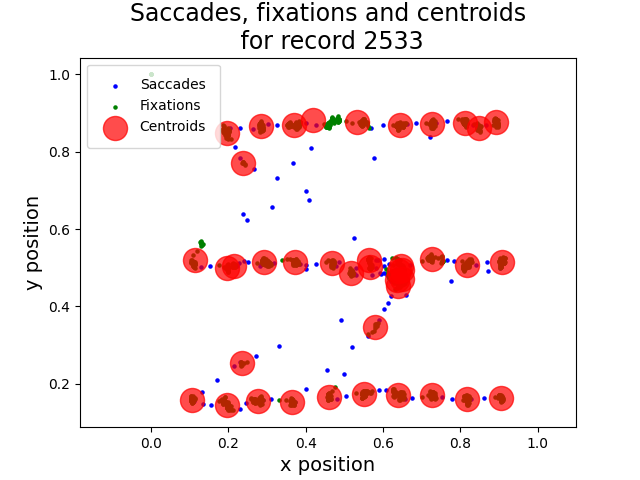 Saccades, fixations and centroids
for record 2533
Saccades
Fixations
Centroids
1.0
0.8
0.6
0.4
0.2
y position
0.0
0.2
0.4
0.6
0.8
1.0
x position